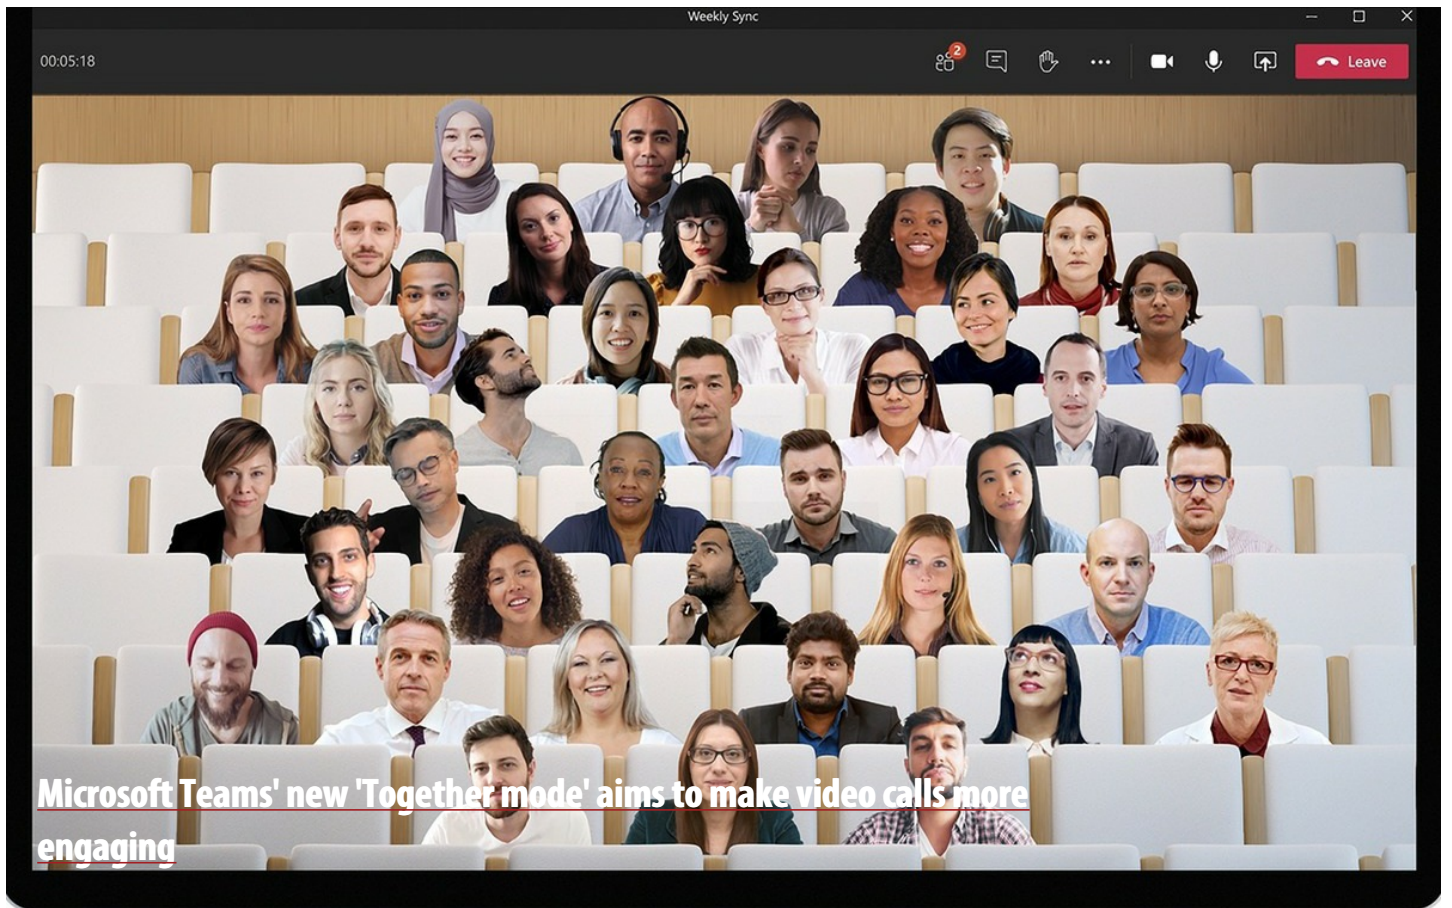 Weekly Sync
00:05:18
2
Leave
Microsoft Teams' new 'Together mode' aims to make video calls more
engaging